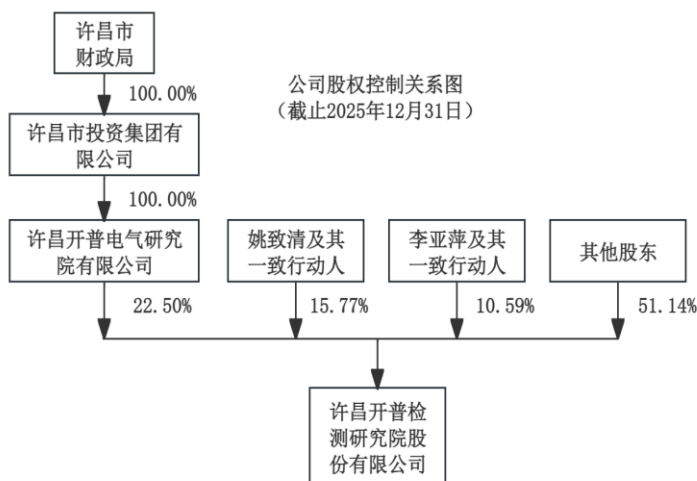 许昌市
财政局
公司股权控制关系图
（截止2025年12月31日）
100.00%
许昌市投资集团有
限公司
100.00%
许昌开普电气研究
院有限公司
姚致清及其
一致行动人
李亚萍及其
一致行动人
其他股东
22.50%
15.77%
10.59%
51.14%
许昌开普检
测研究院股
份有限公司